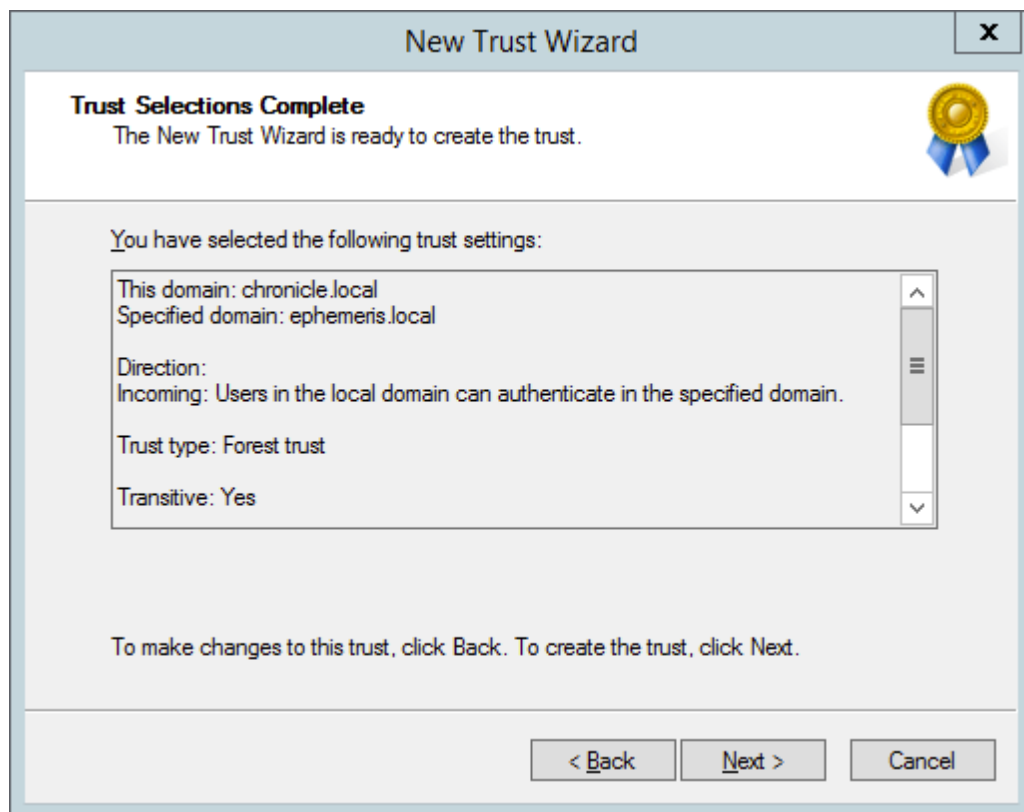 New Trust Wizard
x
Trust Selections Complete
The New Trust Wizard is ready to create the trust.
You have selected the following trust settings:
This domain: chronicle.local
Specified domain: ephemeris.local
Direction:
Incoming: Users in the local domain can authenticate in the specified domain.
Trust type: Forest trust
Transitive: Yes
To make changes to this trust, click Back. To create the trust, click Next.
< Back
Next >
Cancel